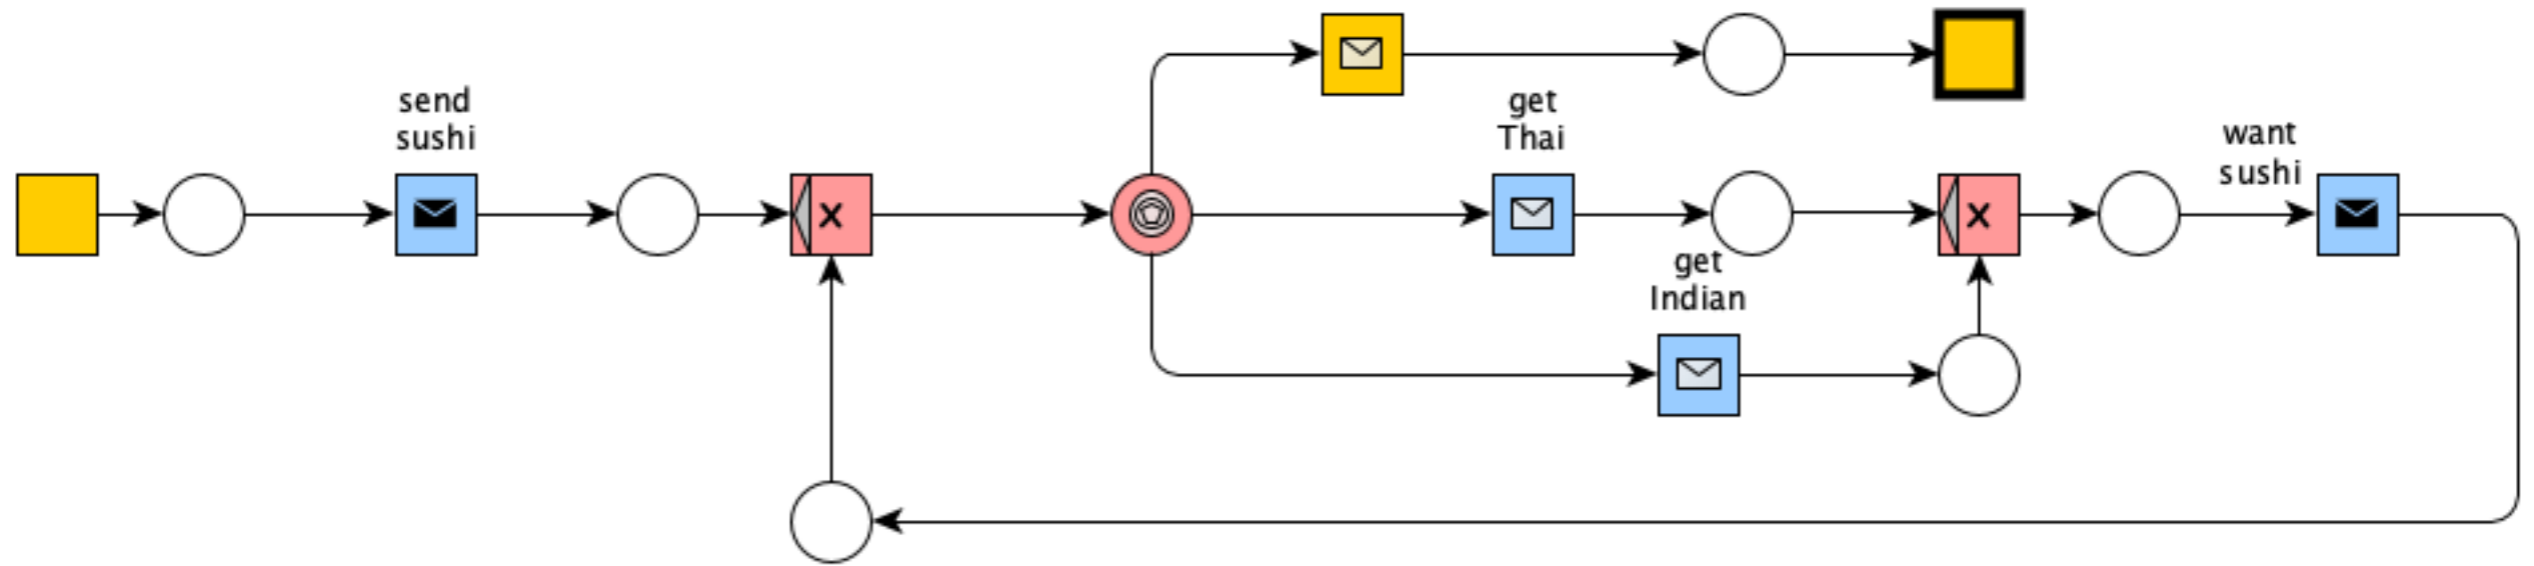 send
sushi
get
Thai
want
sushi
x
x
get
Indian